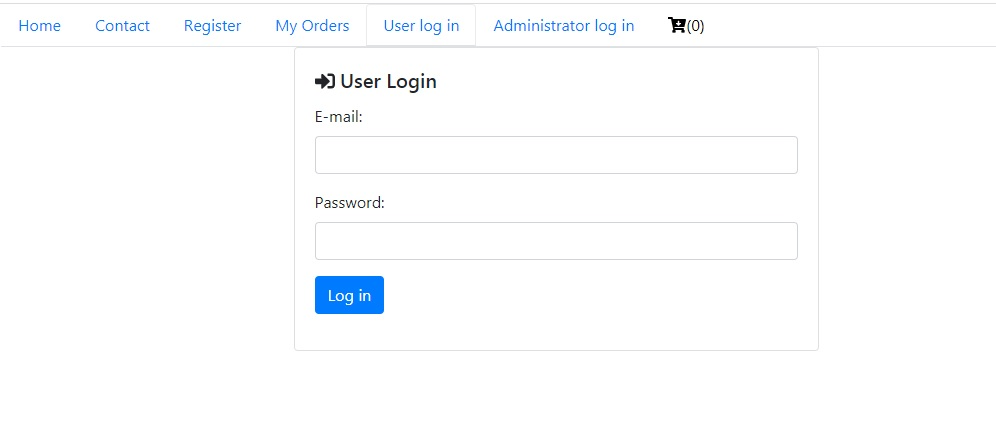 Home Contact Register My Orders User log in Administrator log in (0)
User Login
E-mail:
Password:
Log in